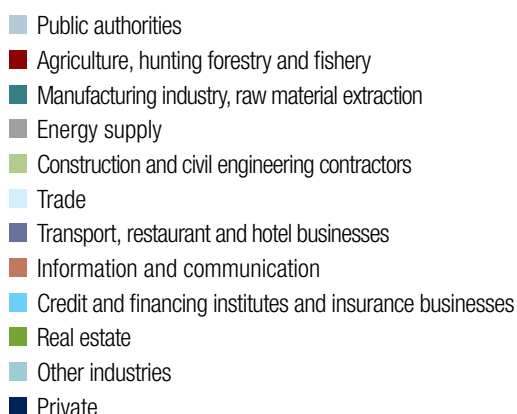 Public authorities
Agriculture, hunting forestry and fishery
Manufacturing industry, raw material extraction
Energy supply
Construction and civil engineering contractors
Trade
Transport, restaurant and hotel businesses
Information and communication
Credit and financing institutes and insurance businesses
Real estate
Other industries
Private